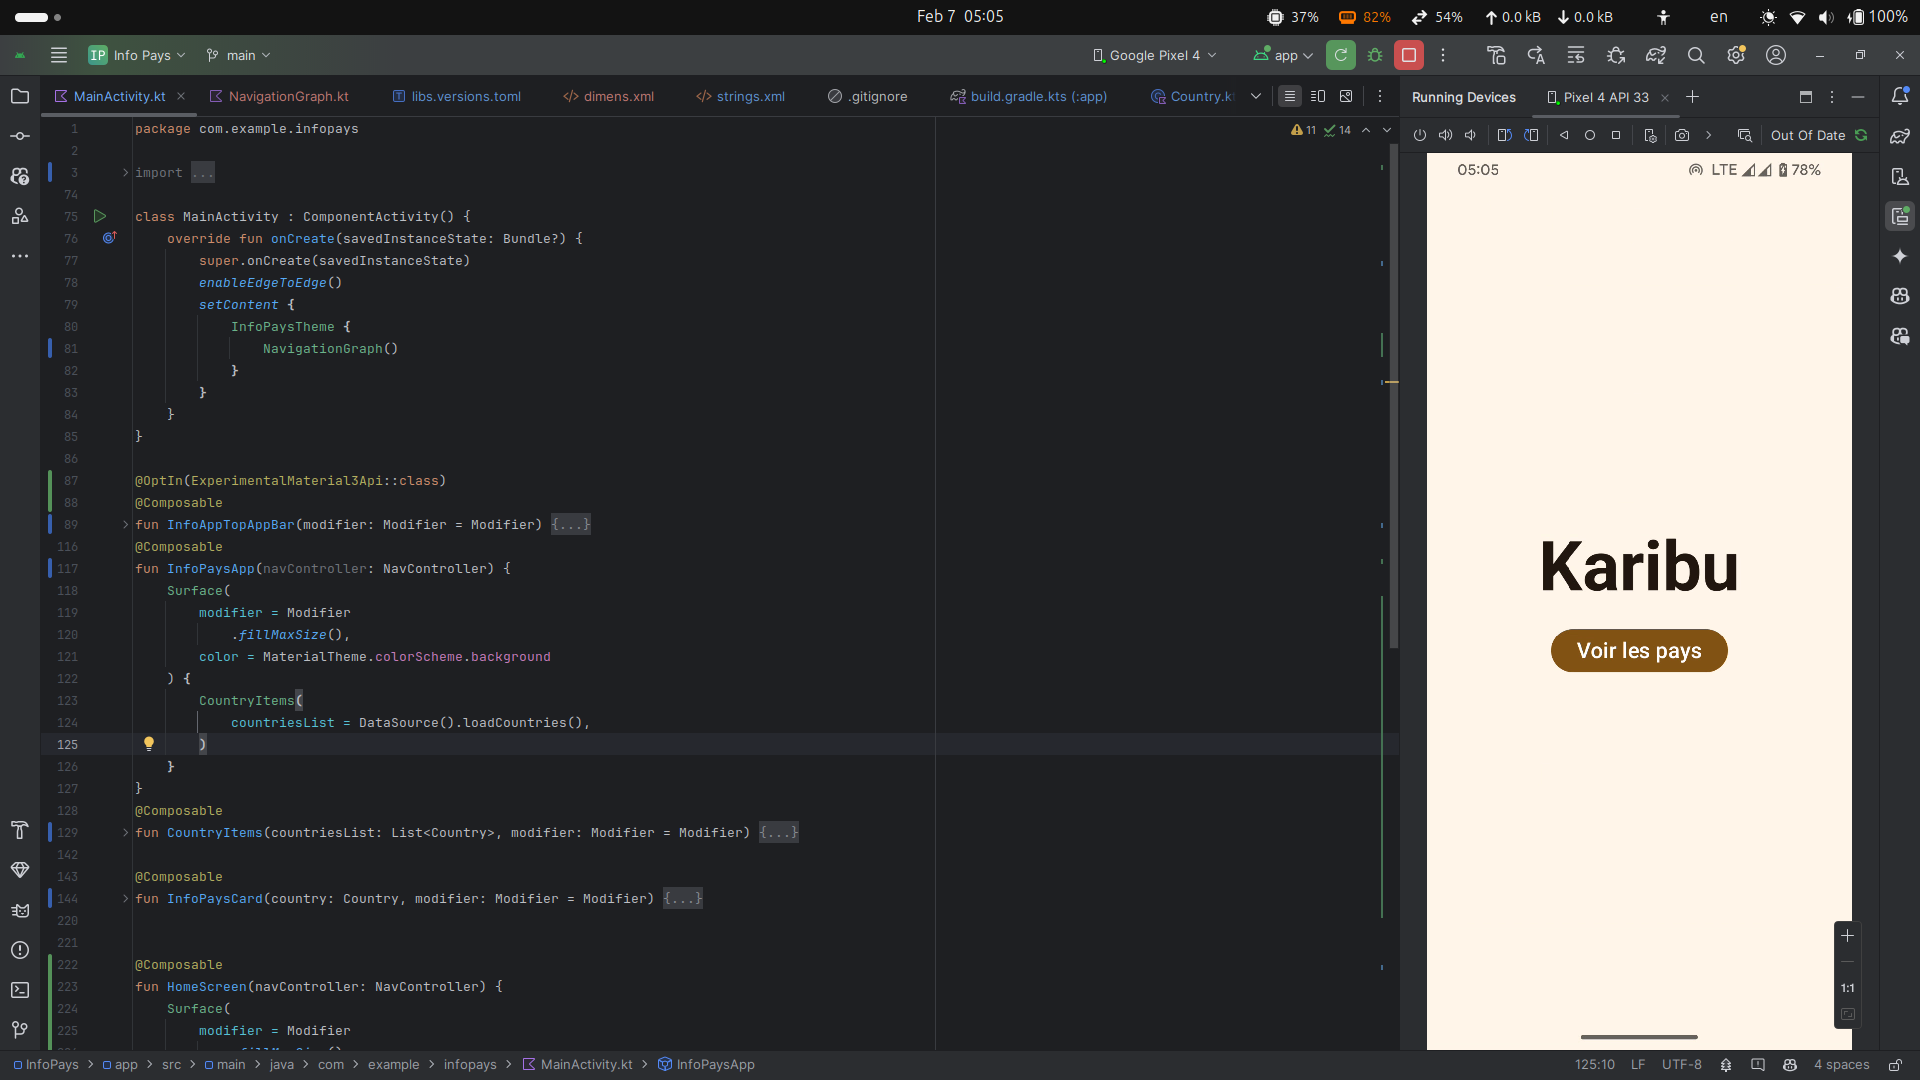 Feb 7 05:05
37%
82%
54%
0.0 kB
0.0 kB
en
100%
IP Info Pays
main
Google Pixel 4
app
MainActivity.kt
NavigationGraph.kt
libs.versions.toml
dimens.xml
strings.xml
.gitignore
build.gradle.kts (:app)
Country.k
Running Devices
Pixel 4 API 33
Out Of Date
11
14
1 package com.example.infopays
2
3 import ...
74
75 class MainActivity : ComponentActivity() {
76 override fun onCreate(savedInstanceState: Bundle?) {
77 super.onCreate(savedInstanceState)
78 enableEdgeToEdge()
79 setContent {
80 InfoPaysTheme {
81 NavigationGraph()
82 }
83 }
84 }
85 }
86
87 @OptIn(ExperimentalMaterial3Api::class)
88 @Composable
89 fun InfoAppTopAppBar(modifier: Modifier = Modifier) {...}
116 @Composable
117 fun InfoPaysApp(navController: NavController) {
118 Surface(
119 modifier = Modifier
120 .fillMaxSize(),
121 color = MaterialTheme.colorScheme.background
122 ) {
123 CountryItems(
124 countriesList = DataSource().loadCountries(),
125 )
126 }
127 }
128 @Composable
129 fun CountryItems(countriesList: List<Country>, modifier: Modifier = Modifier) {...}
142
143 @Composable
144 fun InfoPaysCard(country: Country, modifier: Modifier = Modifier) {...}
220
221
222 @Composable
223 fun HomeScreen(navController: NavController) {
224 Surface(
225 modifier = Modifier
05:05
LTE
78%
Karibu
Voir les pays
1:1
InfoPays > app > src > main > java > com > example > infopays > MainActivity.kt > InfoPaysApp
125:10
LF
UTF-8
4 spaces